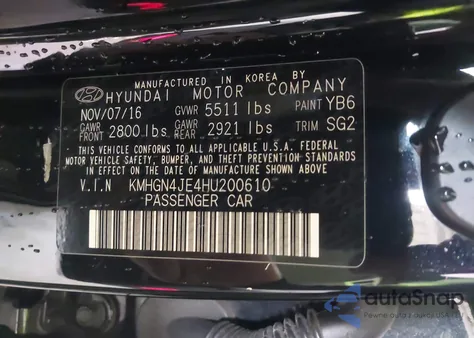 MANUFACTURED IN KOREA BY
HYUNDAI MOTOR COMPANY
NOV/07/16 GVWR 5511 lbs PAINT YB6
GAWR FRONT 2800 lbs GAWR REAR 2921 lbs TRIM SG2
THIS VEHICLE CONFORMS TO ALL APPLICABLE U.S.A FEDERAL
MOTOR VEHICLE SAFETY, BUMPER, AND THEFT PREVENTION STANDARDS
IN EFFECT ON THE DATE OF MANUFACTURE SHOWN ABOVE.
V.I.N KMHGN4JE4HU200610
PASSENGER CAR
autoSnap